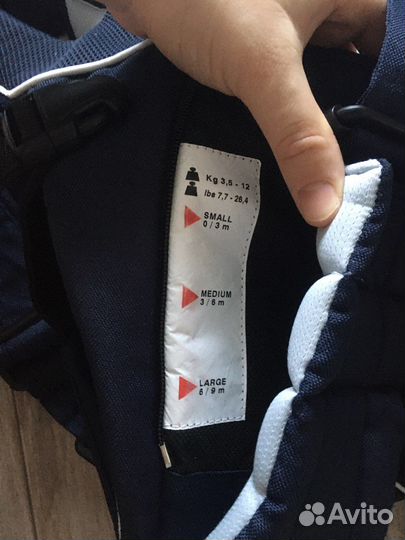 Kg 3,5 - 12
lbs 7,7 - 26,4
SMALL
0 / 3 m
MEDIUM
3 / 6 m
LARGE
6 / 9 m
Avito